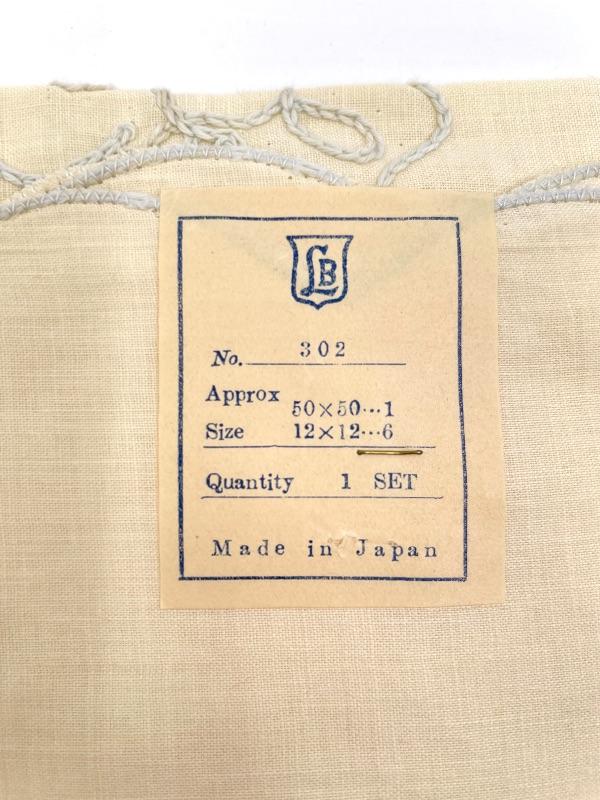 LB
No. 302
Approx 50×50···1
Size 12×12···6
Quantity 1 SET
Made in Japan